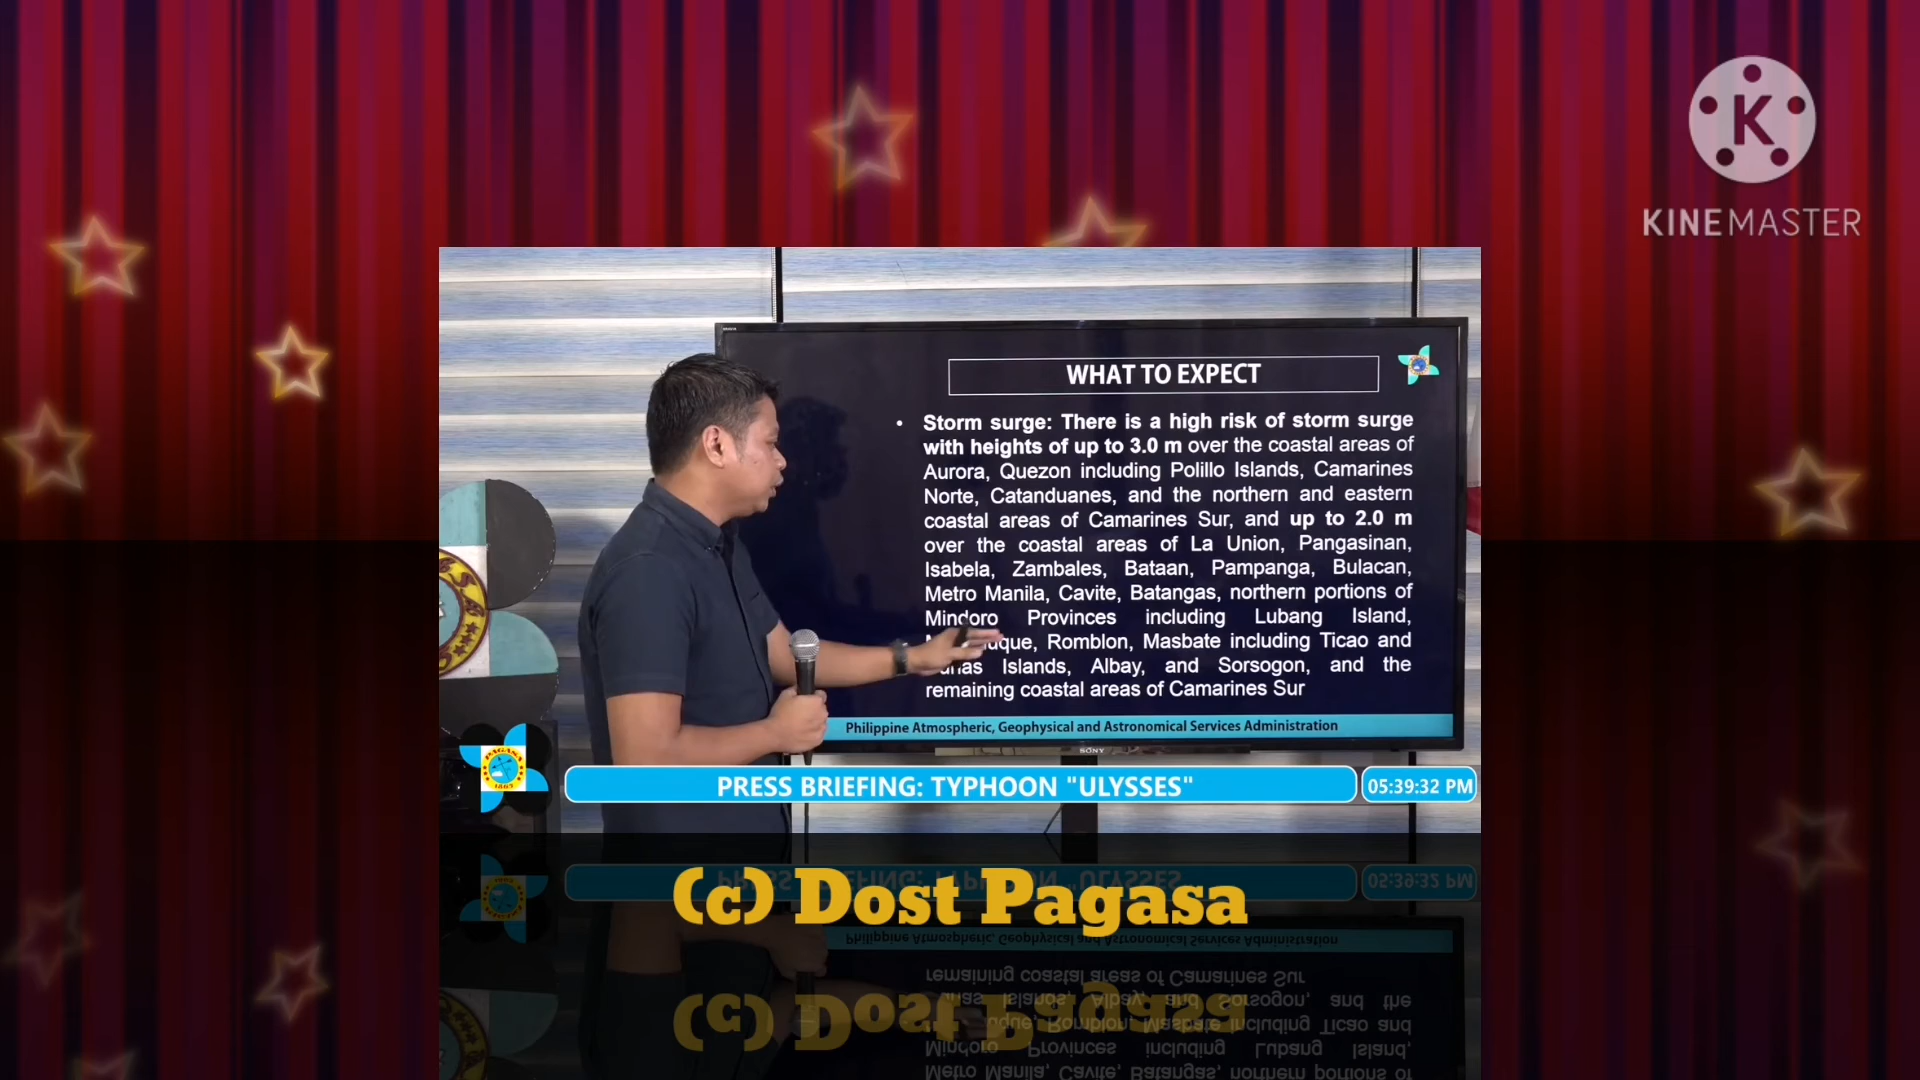 K
KINEMASTER
WHAT TO EXPECT
• Storm surge: There is a high risk of storm surge
with heights of up to 3.0 m over the coastal areas of
Aurora, Quezon including Polillo Islands, Camarines
Norte, Catanduanes, and the northern and eastern
coastal areas of Camarines Sur, and up to 2.0 m
over the coastal areas of La Union, Pangasinan,
Isabela, Zambales, Bataan, Pampanga, Bulacan,
Metro Manila, Cavite, Batangas, northern portions of
Mindoro Provinces including Lubang Island,
Romblon, Masbate including Ticao and
Islands, Albay, and Sorsogon, and the
remaining coastal areas of Camarines Sur
Philippine Atmospheric, Geophysical and Astronomical Services Administration
SONY
PAGASA
PRESS BRIEFING: TYPHOON "ULYSSES"
05:39:32 PM
(c) Dost Pagasa